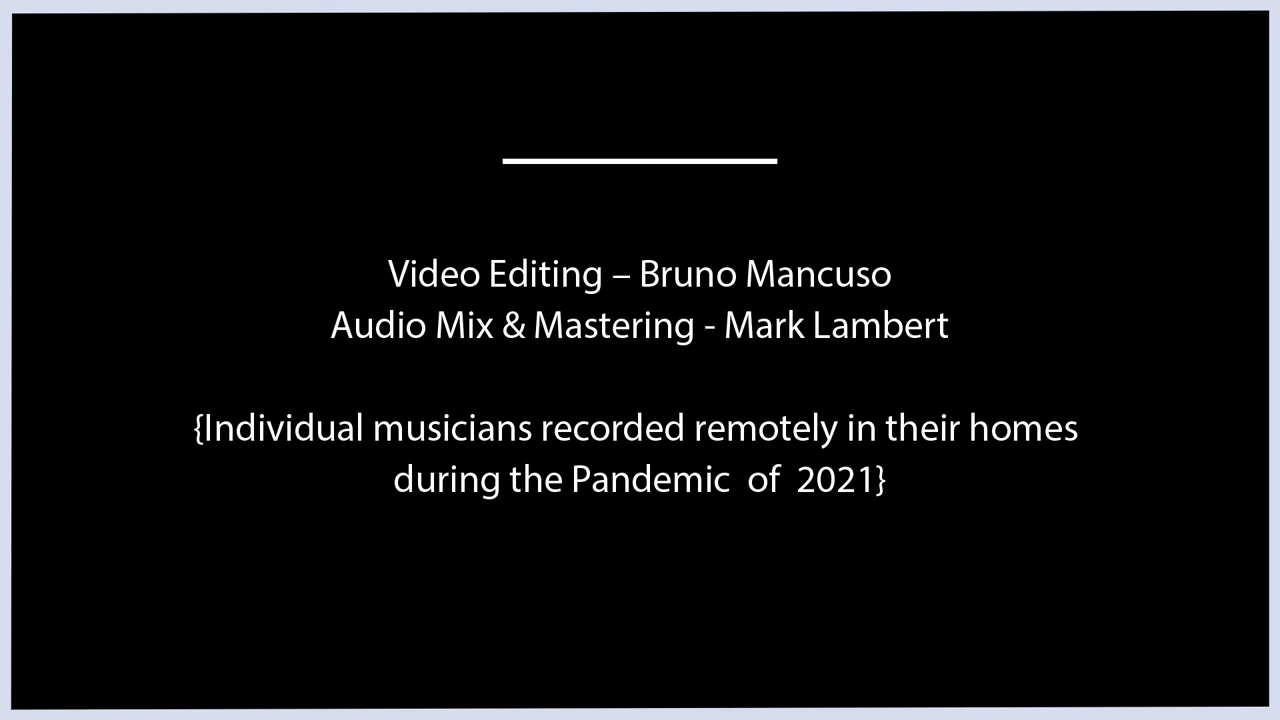 Video Editing – Bruno Mancuso
Audio Mix & Mastering - Mark Lambert
{Individual musicians recorded remotely in their homes
during the Pandemic  of  2021}